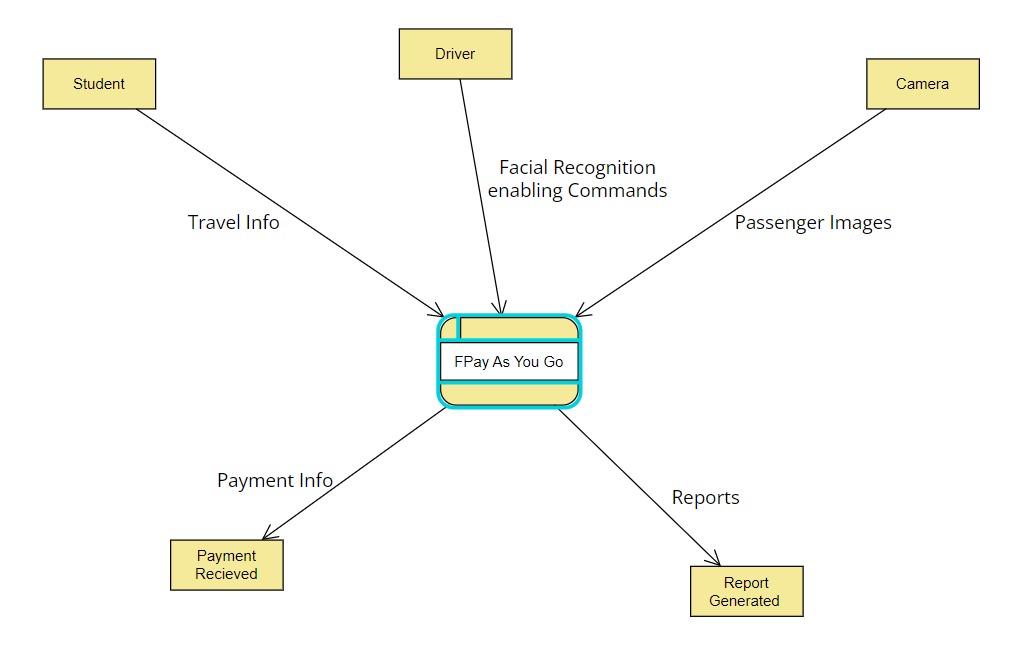 Driver
Student
Camera
Facial Recognition
enabling Commands
Travel Info
Passenger Images
FPay As You Go
Payment Info
Reports
Payment
Recieved
Report
Generated